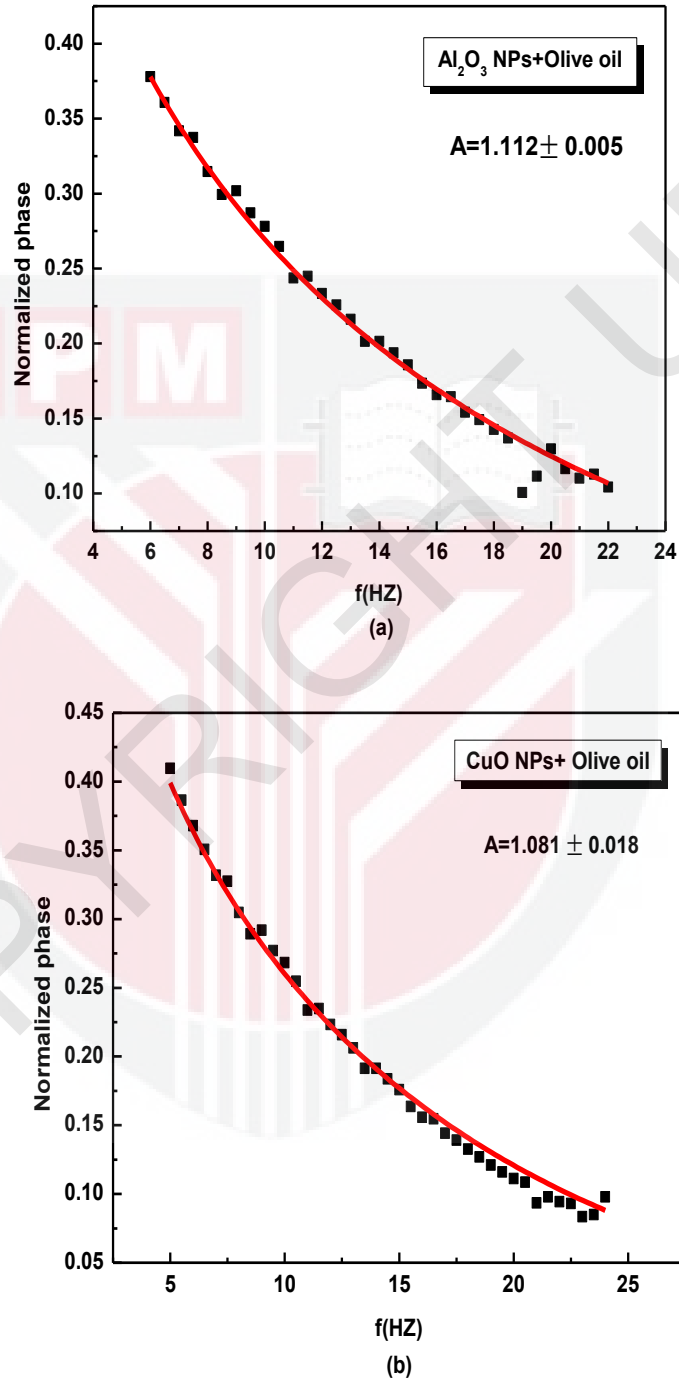 0.40
0.35
0.30
0.25
0.20
0.15
0.10
Normalized phase
Al₂O₃ NPs+Olive oil
A=1.112± 0.005
4 6 8 10 12 14 16 18 20 22 24
f(HZ)
(a)
0.45
0.40
0.35
0.30
0.25
0.20
0.15
0.10
0.05
Normalized phase
CuO NPs+ Olive oil
A=1.081 ± 0.018
5 10 15 20 25
f(HZ)
(b)
PM
PYRIGHT U